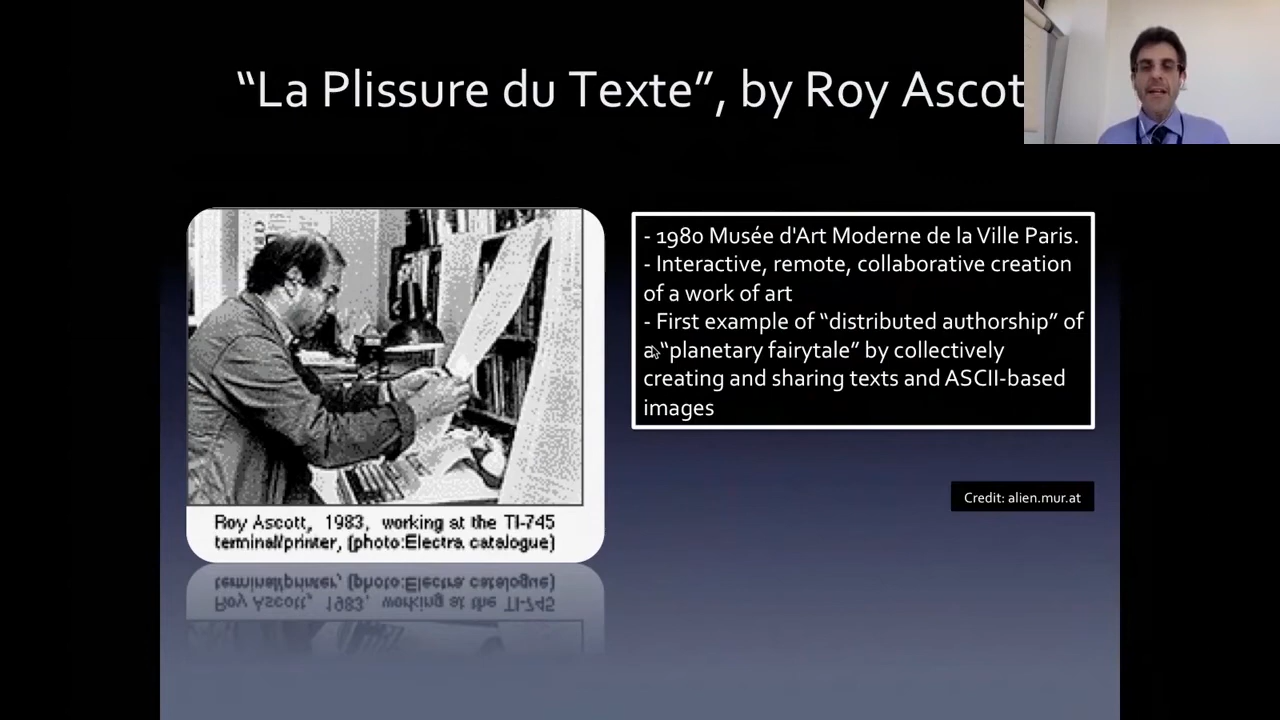 “La Plissure du Texte”, by Roy Ascot
- 1980 Musée d'Art Moderne de la Ville Paris.
- Interactive, remote, collaborative creation
of a work of art
- First example of “distributed authorship” of
a “planetary fairytale” by collectively
creating and sharing texts and ASCII-based
images
Credit: alien.mur.at
Roy Ascott, 1983, working at the TI-745
terminal/printer, (photo:Electra catalogue)